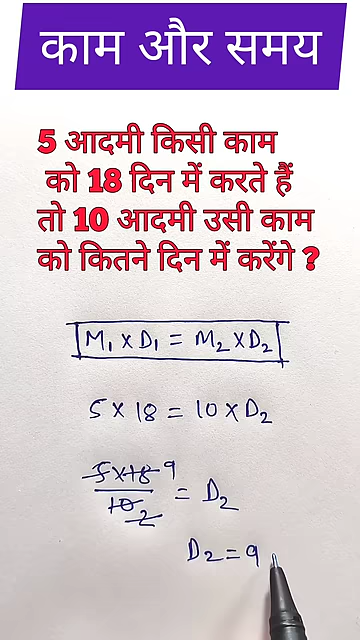 काम और समय
5 आदमी किसी काम
को 18 दिन में करते हैं
तो 10 आदमी उसी काम
को कितने दिन में करेंगे ?
M₁ × D₁ = M₂ × D₂
5 × 18 = 10 × D₂
5 × 18 9
10 2 = D₂
D₂ = 9